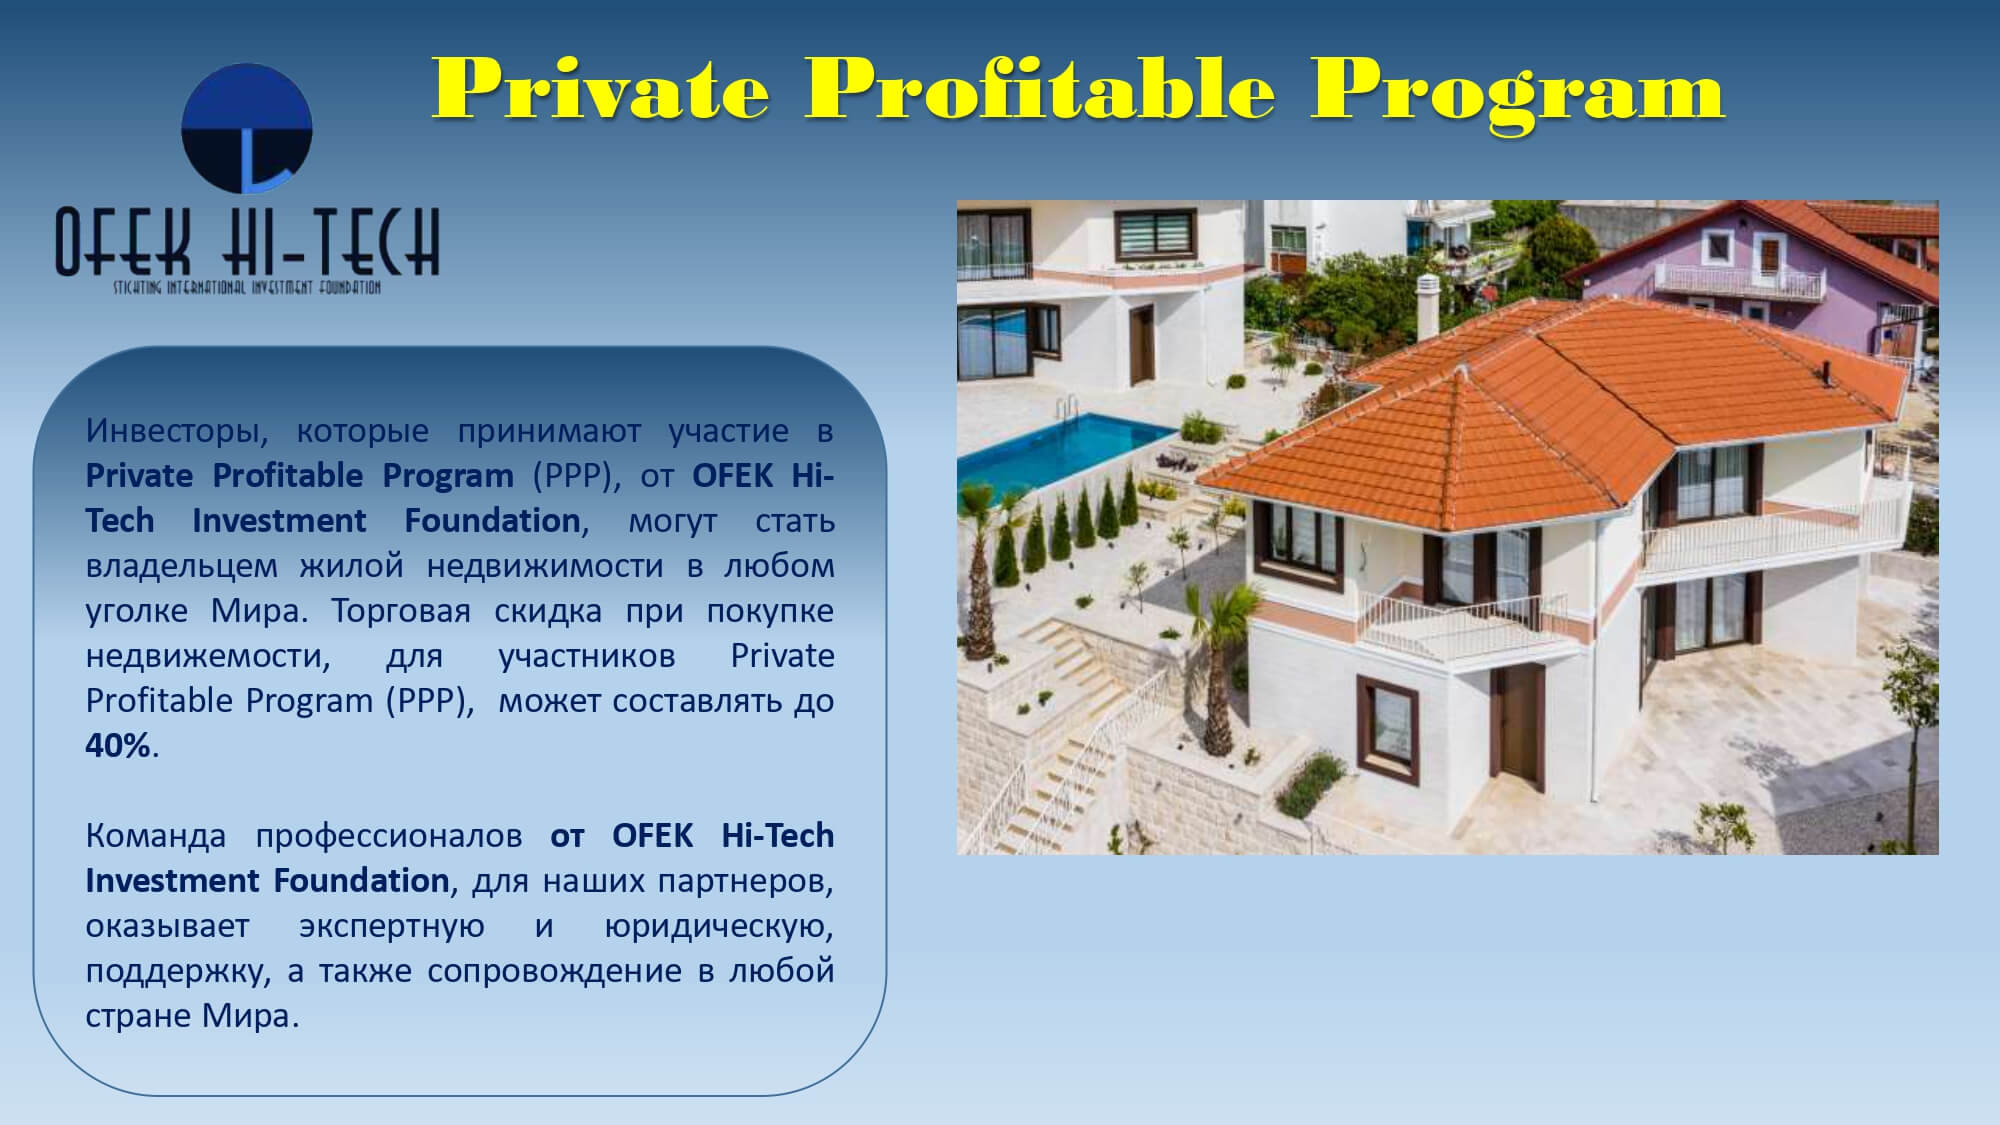 Private Profitable Program
OFEK HI-TECH
STICHTING INTERNATIONAL INVESTMENT FOUNDATION
Инвесторы, которые принимают участие в
Private Profitable Program (PPP), от OFEK Hi-
Tech Investment Foundation, могут стать
владельцем жилой недвижимости в любом
уголке Мира. Торговая скидка при покупке
недвижемости, для участников Private
Profitable Program (PPP), может составлять до
40%.
Команда профессионалов от OFEK Hi-Tech
Investment Foundation, для наших партнеров,
оказывает экспертную и юридическую,
поддержку, а также сопровождение в любой
стране Мира.